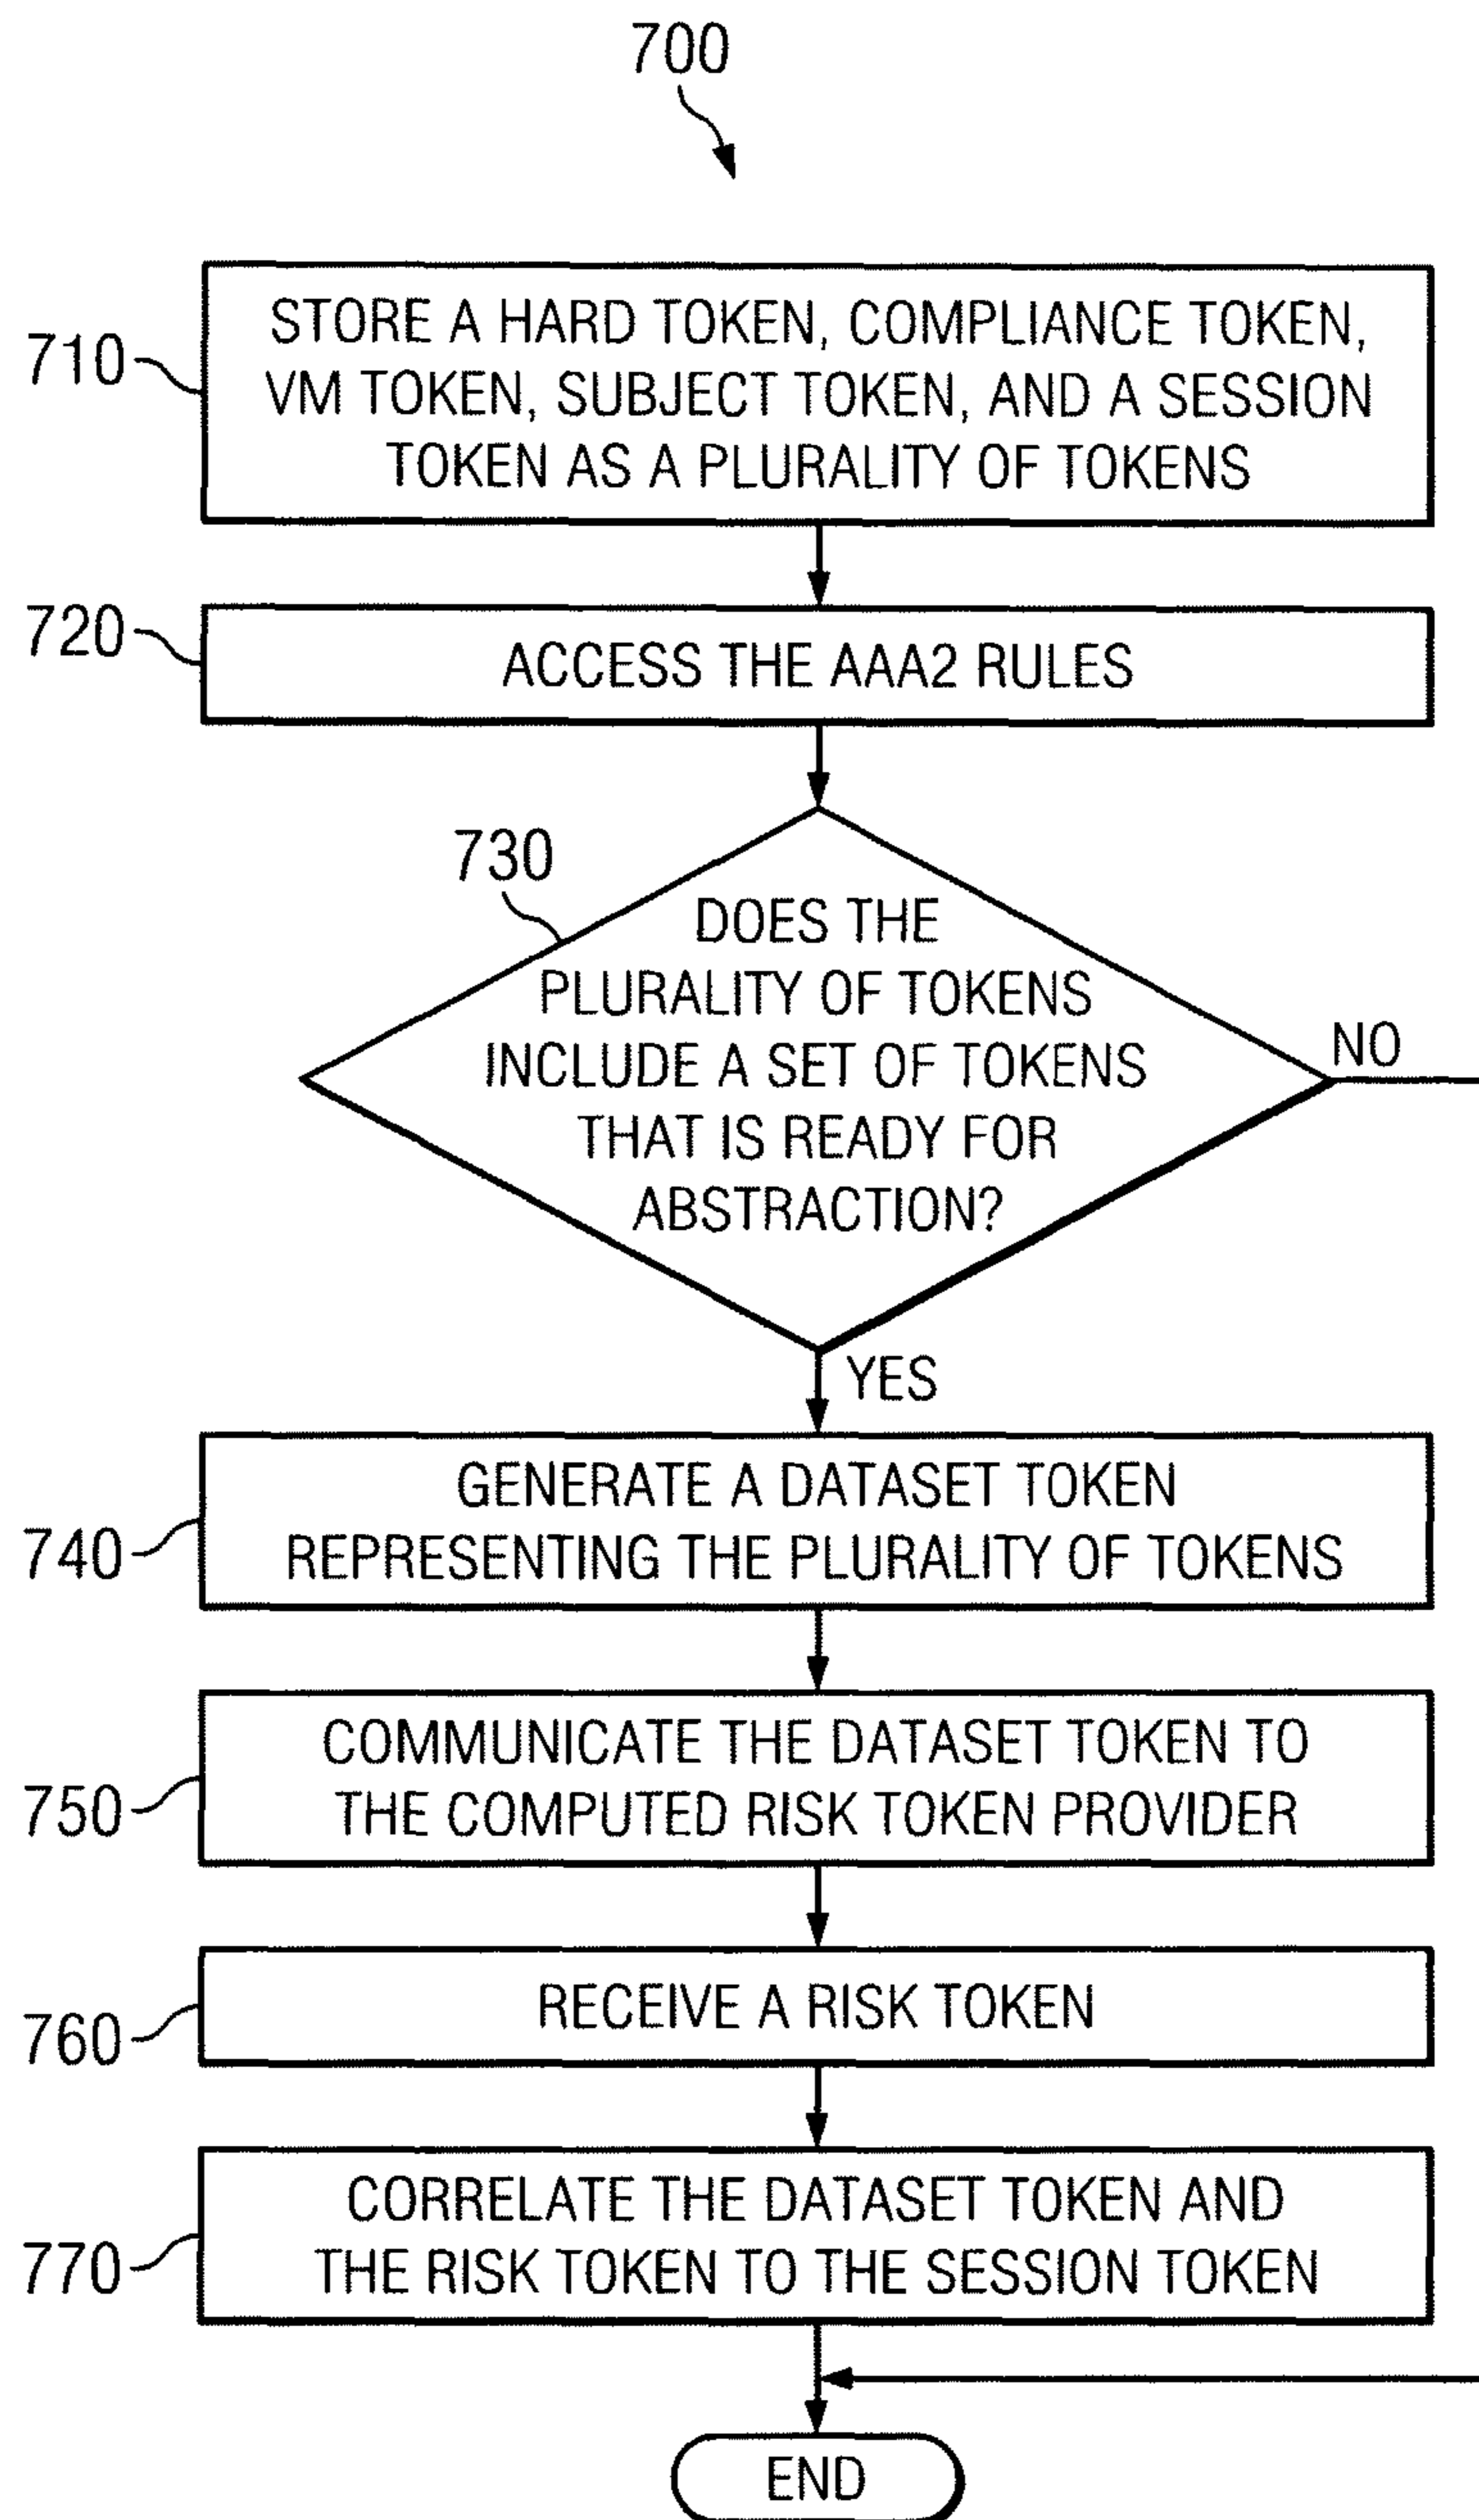 700
710
STORE A HARD TOKEN, COMPLIANCE TOKEN,
VM TOKEN, SUBJECT TOKEN, AND A SESSION
TOKEN AS A PLURALITY OF TOKENS
720
ACCESS THE AAA2 RULES
730
DOES THE
PLURALITY OF TOKENS
INCLUDE A SET OF TOKENS
THAT IS READY FOR
ABSTRACTION?
NO
YES
740
GENERATE A DATASET TOKEN
REPRESENTING THE PLURALITY OF TOKENS
750
COMMUNICATE THE DATASET TOKEN TO
THE COMPUTED RISK TOKEN PROVIDER
760
RECEIVE A RISK TOKEN
770
CORRELATE THE DATASET TOKEN AND
THE RISK TOKEN TO THE SESSION TOKEN
END